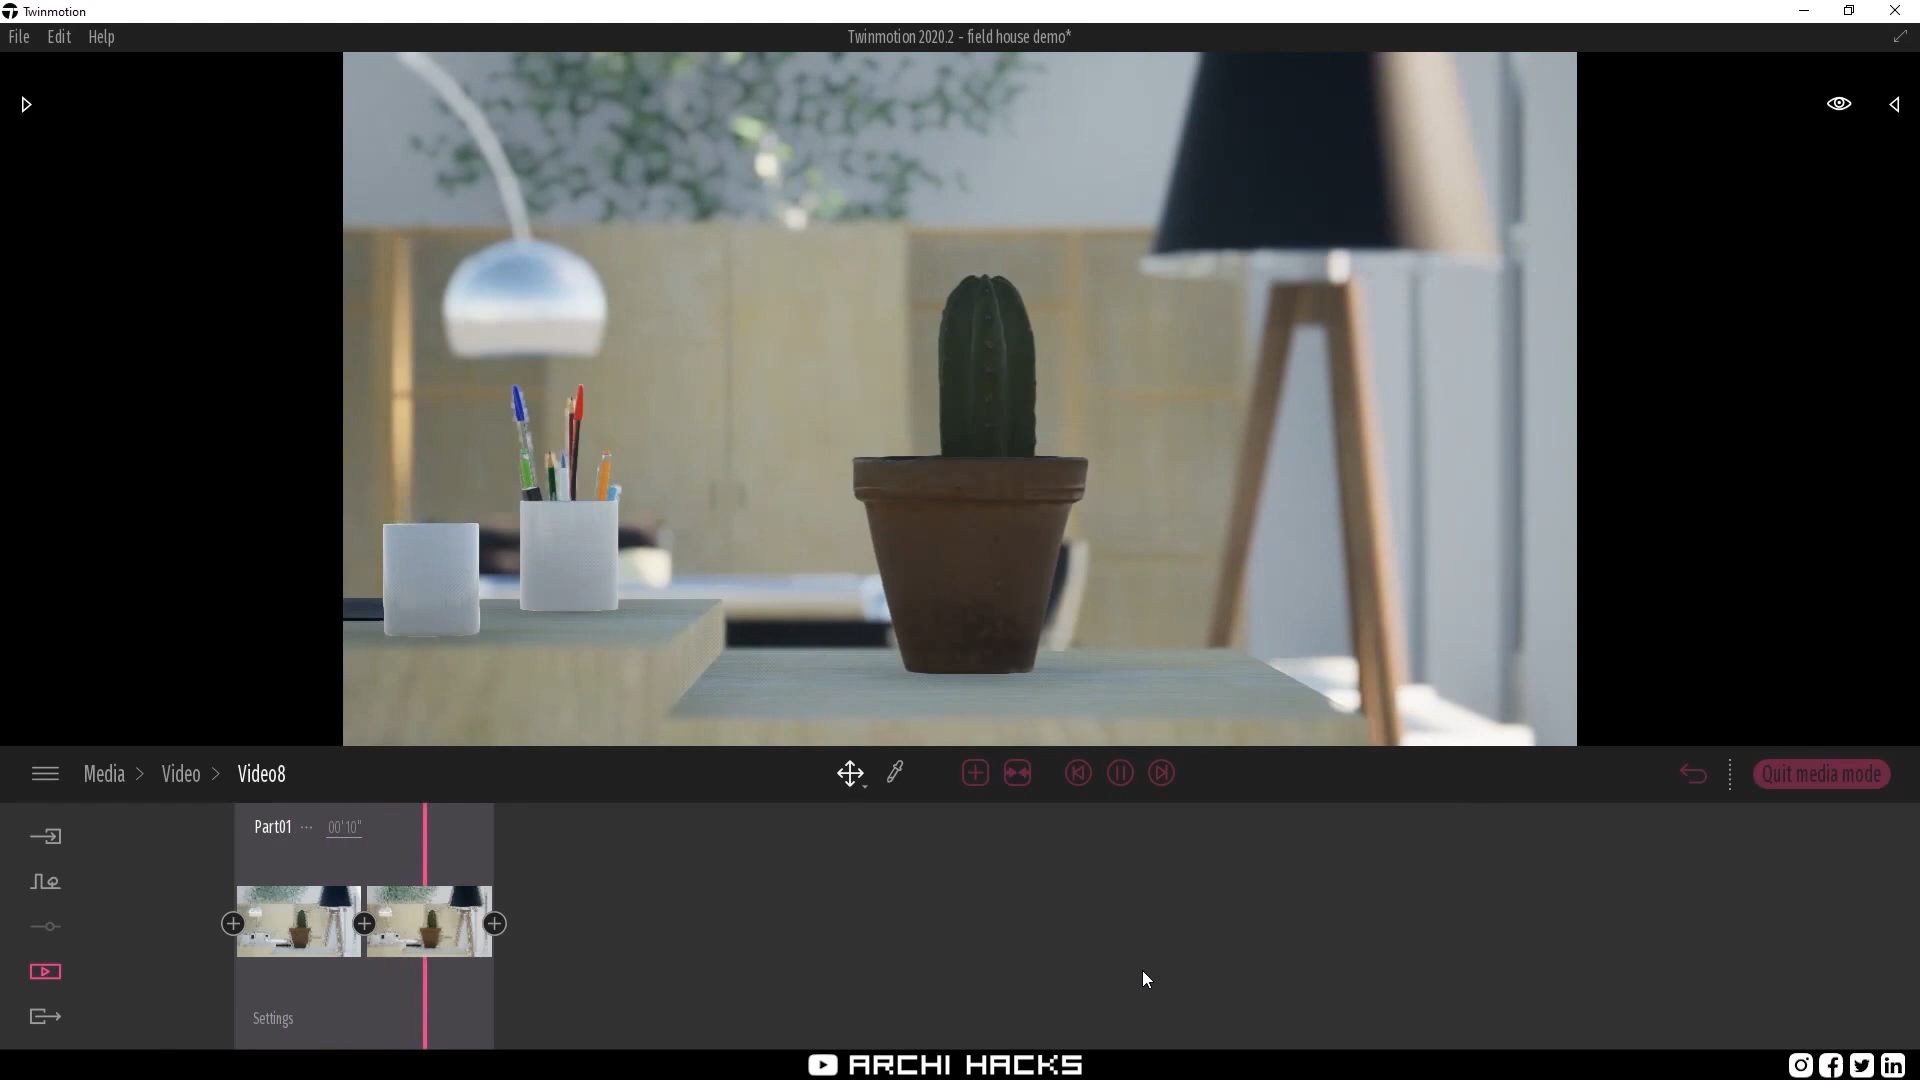 Twinmotion
File Edit Help
Twinmotion 2020.2 - field house demo*
Media > Video > Video8
Quit media mode
Part01 ··· 00'10"
Settings
ARCHI HACKS